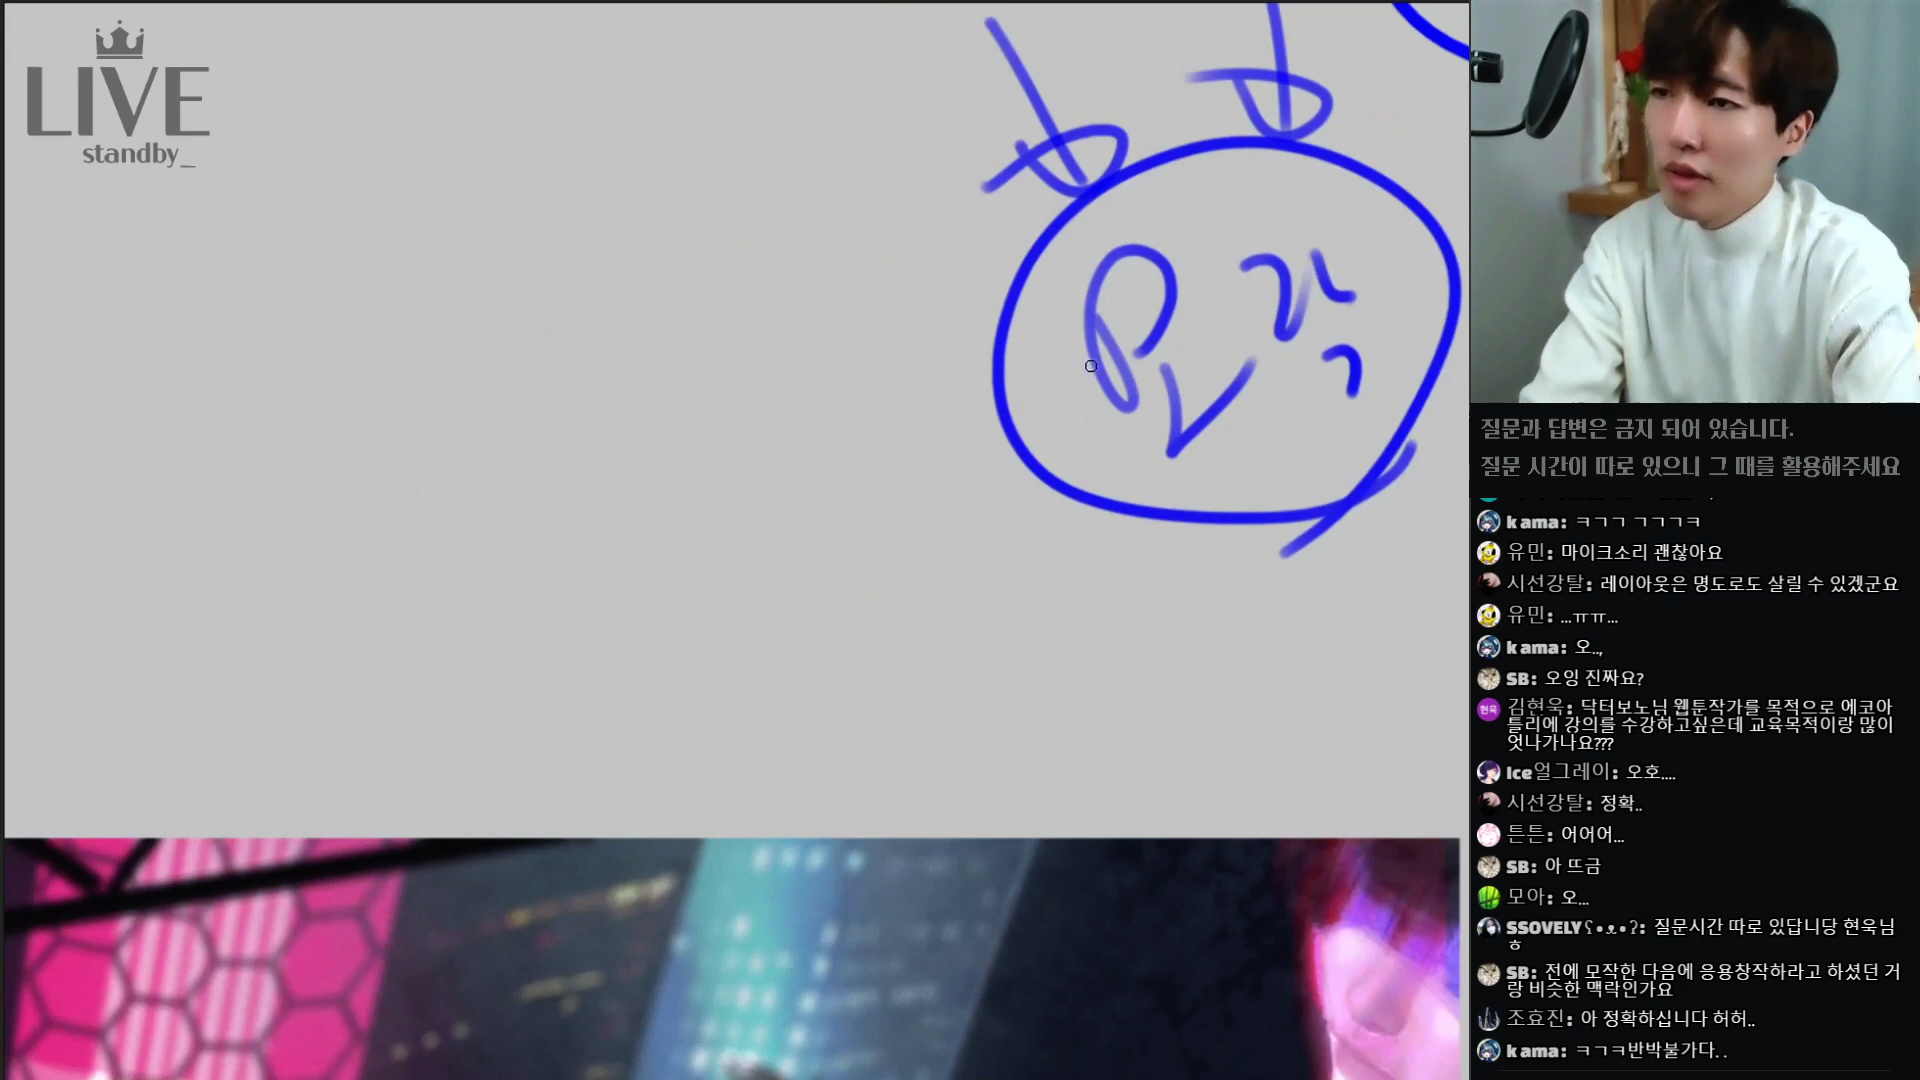 LIVE
standby_
질문과 답변은 금지 되어 있습니다.
질문 시간이 따로 있으니 그 때를 활용해주세요
kama: ㅋㄱㄱ ㄱㄱㄱㅋ
유민: 마이크소리 괜찮아요
시선강탈: 레이아웃은 명도로도 살릴 수 있겠군요
유민: ...ㅠㅠ...
kama: 오..,
SB: 오잉 진짜요?
현욱 김현욱: 닥터보노님 웹툰작가를 목적으로 에코아
틀리에 강의를 수강하고싶은데 교육목적이랑 많이
엇나가나요???
Ice얼그레이: 오호....
시선강탈: 정확..
튼튼: 어어어...
SB: 아 뜨금
모아: 오...
SSOVELYʕ•ᴥ•ʔ: 질문시간 따로 있답니당 현욱님
ㅎ
SB: 전에 모작한 다음에 응용창작하라고 하셨던 거
랑 비슷한 맥락인가요
조효진: 아 정확하십니다 허허..
kama: ㅋㄱㅋ반박불가다..